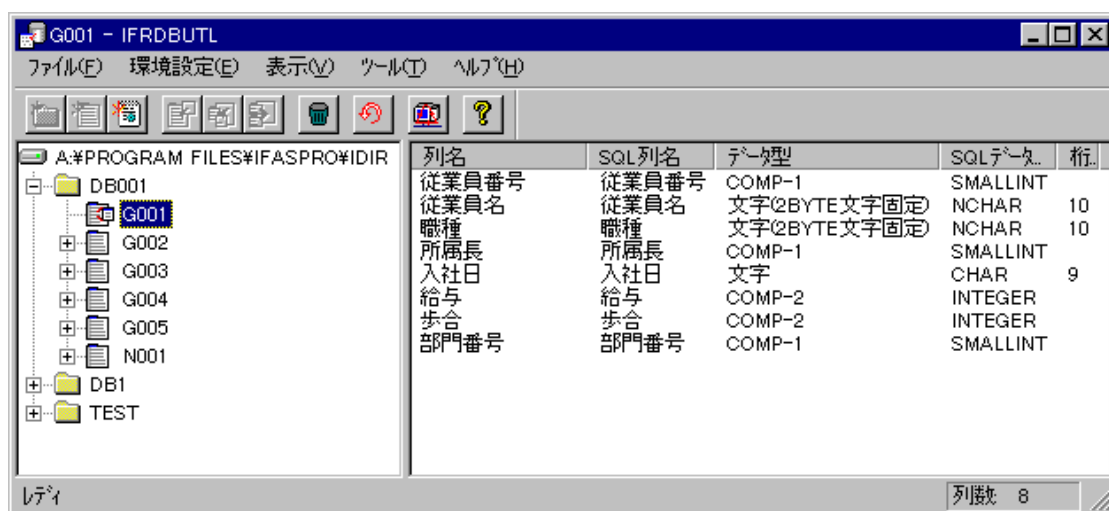 G001 - IFRDBUTL
ﾌｧｲﾙ(F) 環境設定(E) 表示(V) ﾂｰﾙ(T) ﾍﾙﾌﾟ(H)
A:¥PROGRAM FILES¥IFASPRO¥IDIR
DB001
G001
G002
G003
G004
G005
N001
DB1
TEST
列名 SQL列名 ﾃﾞｰﾀ型 SQLﾃﾞｰﾀ... 桁...
従業員番号 従業員番号 COMP-1 SMALLINT
従業員名 従業員名 文字(2BYTE文字固定) NCHAR 10
職種 職種 文字(2BYTE文字固定) NCHAR 10
所属長 所属長 COMP-1 SMALLINT
入社日 入社日 文字 CHAR 9
給与 給与 COMP-2 INTEGER
歩合 歩合 COMP-2 INTEGER
部門番号 部門番号 COMP-1 SMALLINT
ﾚﾃﾞｨ 列数: 8